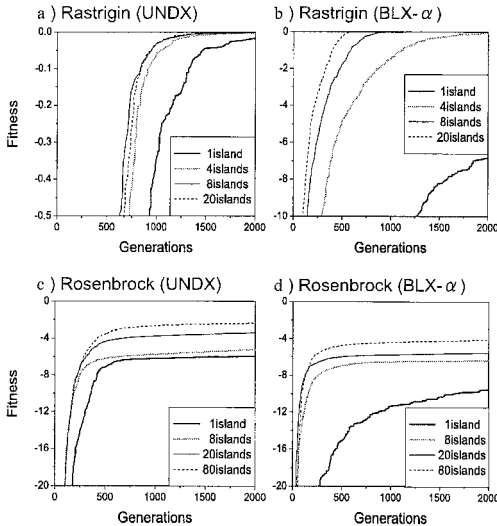 a ) Rastrigin (UNDX)
0.0
-0.1
-0.2
-0.3
-0.4
-0.5
Fitness
0 500 1000 1500 2000
Generations
1island
4islands
8islands
20islands
b ) Rastrigin (BLX-α)
0
-2
-4
-6
-8
-10
0 500 1000 1500 2000
Generations
1island
4islands
8islands
20islands
c ) Rosenbrock (UNDX)
0
-4
-8
-12
-16
-20
Fitness
0 500 1000 1500 2000
Generations
1island
8islands
20islands
80islands
d ) Rosenbrock (BLX-α)
0
-4
-8
-12
-16
-20
0 500 1000 1500 2000
Generations
1island
8islands
20islands
80islands